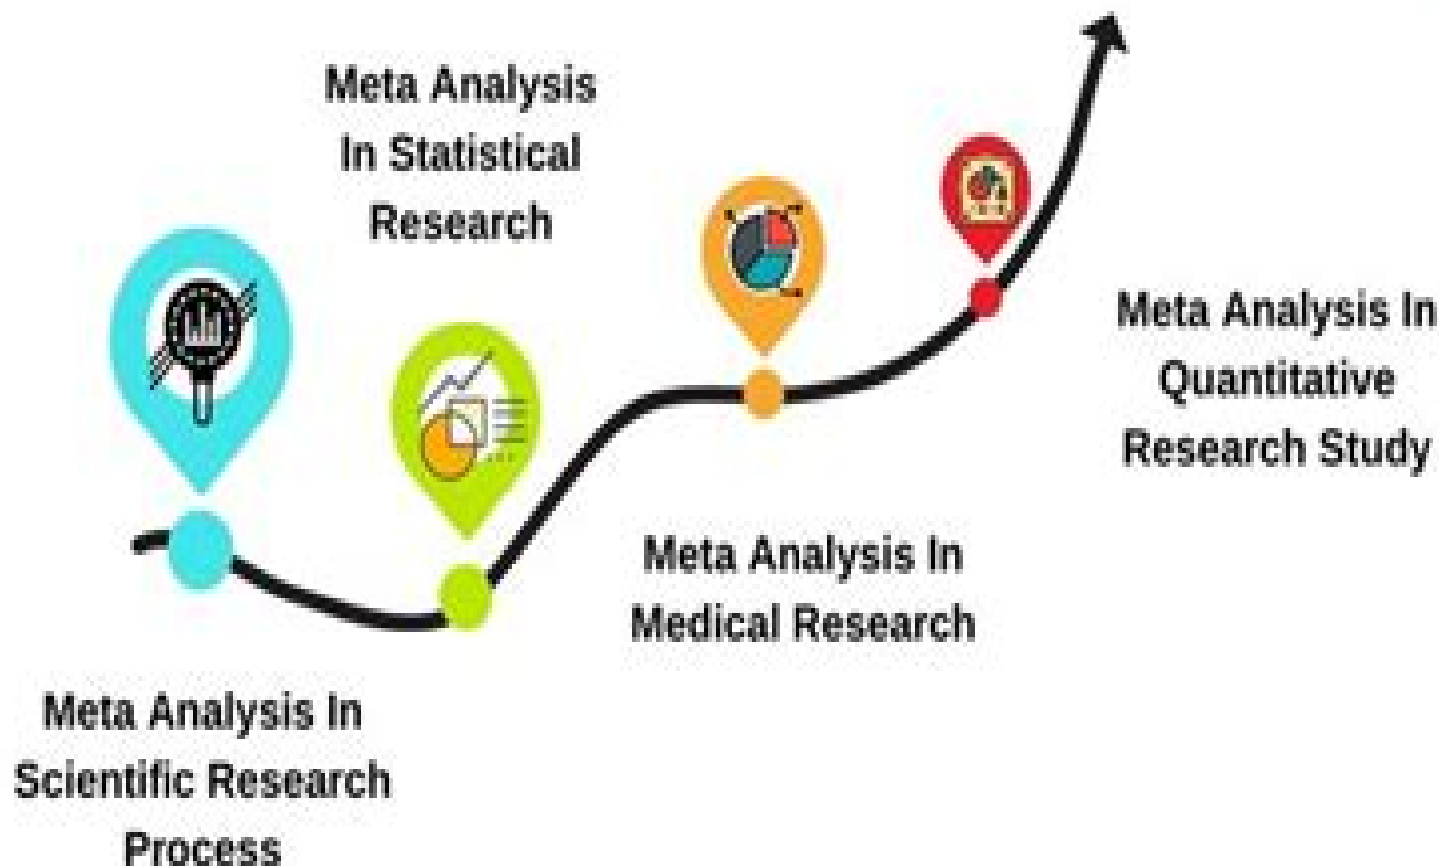 Meta Analysis
In Statistical
Research
Meta Analysis In
Quantitative
Research Study
Meta Analysis In
Medical Research
Meta Analysis In
Scientific Research
Process